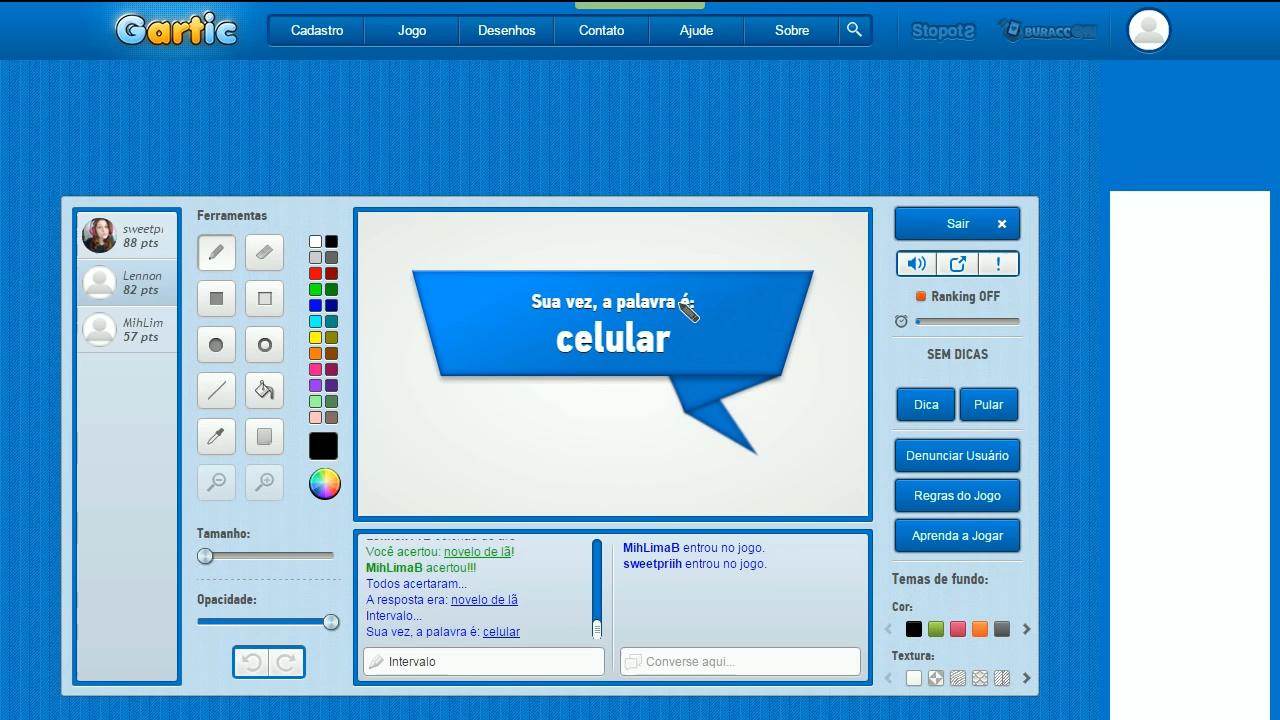 Gartic
Cadastro
Jogo
Desenhos
Contato
Ajude
Sobre
StopotS
BURACCON
sweetpi
88 pts
Lennon
82 pts
MihLim
57 pts
Ferramentas
Tamanho:
Opacidade:
Sua vez, a palavra é:
celular
Você acertou: novelo de lã!
MihLimaB acertou!!!
Todos acertaram...
A resposta era: novelo de lã
Intervalo...
Sua vez, a palavra é: celular
Intervalo
MihLimaB entrou no jogo.
sweetpriih entrou no jogo.
Converse aqui...
Sair ×
!
Ranking OFF
SEM DICAS
Dica
Pular
Denunciar Usuário
Regras do Jogo
Aprenda a Jogar
Temas de fundo:
Cor:
Textura: